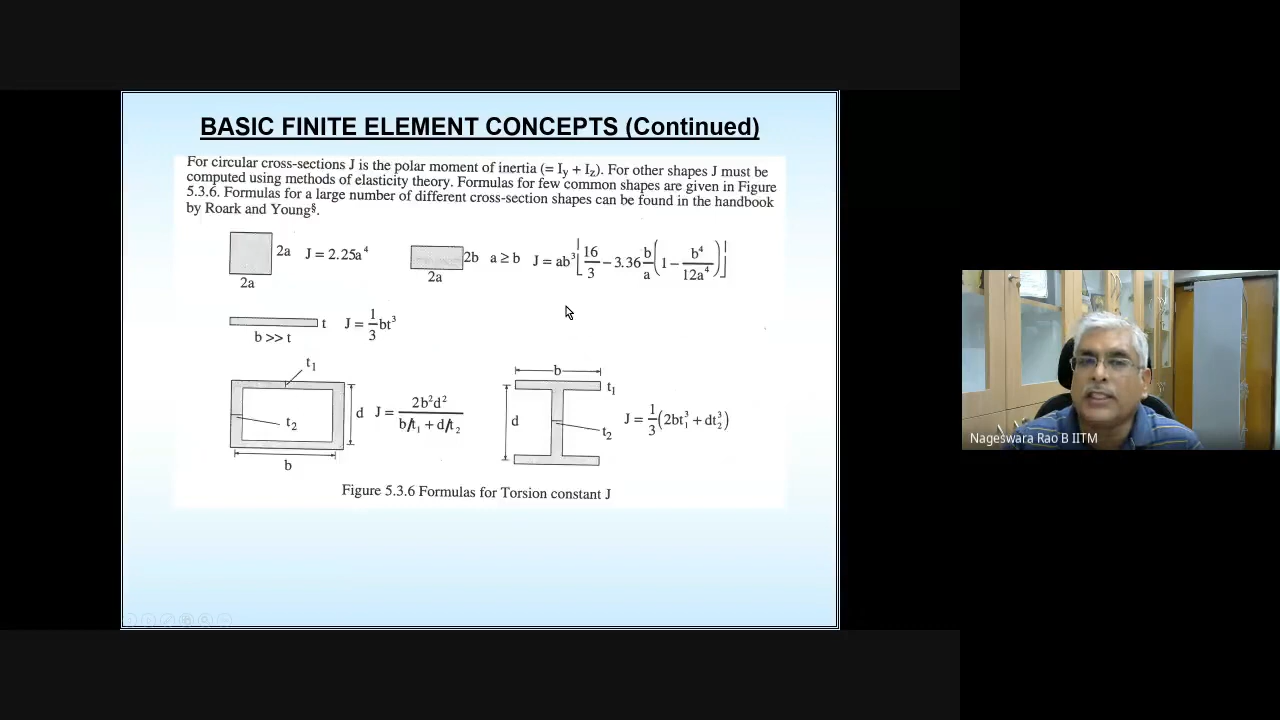 BASIC FINITE ELEMENT CONCEPTS (Continued)
For circular cross-sections J is the polar moment of inertia (= I_y + I_z). For other shapes J must be
computed using methods of elasticity theory. Formulas for few common shapes are given in Figure
5.3.6. Formulas for a large number of different cross-section shapes can be found in the handbook
by Roark and Young§.
2a J = 2.25a⁴
2a
2b a ≥ b J = ab³[16/3 − 3.36 b/a (1 − b⁴/12a⁴)]
2a
t J = 1/3 bt³
b >> t
t₁
t₂
d J = 2b²d² / (b/t₁ + d/t₂)
b
b
t₁
d
t₂
J = 1/3 (2bt₁³ + dt₂³)
Figure 5.3.6 Formulas for Torsion constant J
Nageswara Rao B IITM